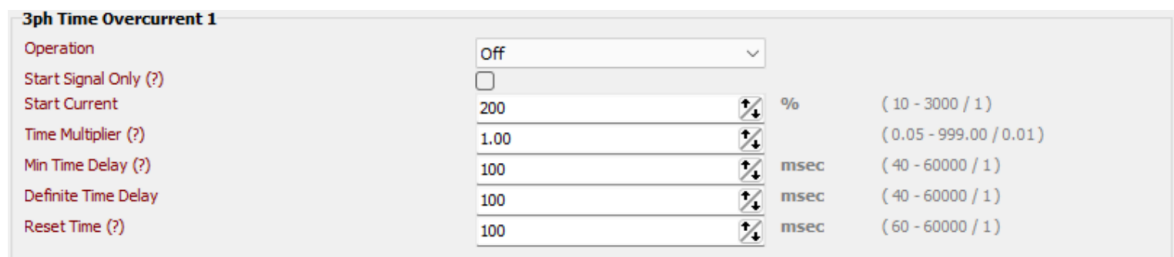 3ph Time Overcurrent 1
Operation Off
Start Signal Only (?)
Start Current 200 % ( 10 - 3000 / 1 )
Time Multiplier (?) 1.00 ( 0.05 - 999.00 / 0.01 )
Min Time Delay (?) 100 msec ( 40 - 60000 / 1 )
Definite Time Delay 100 msec ( 40 - 60000 / 1 )
Reset Time (?) 100 msec ( 60 - 60000 / 1 )